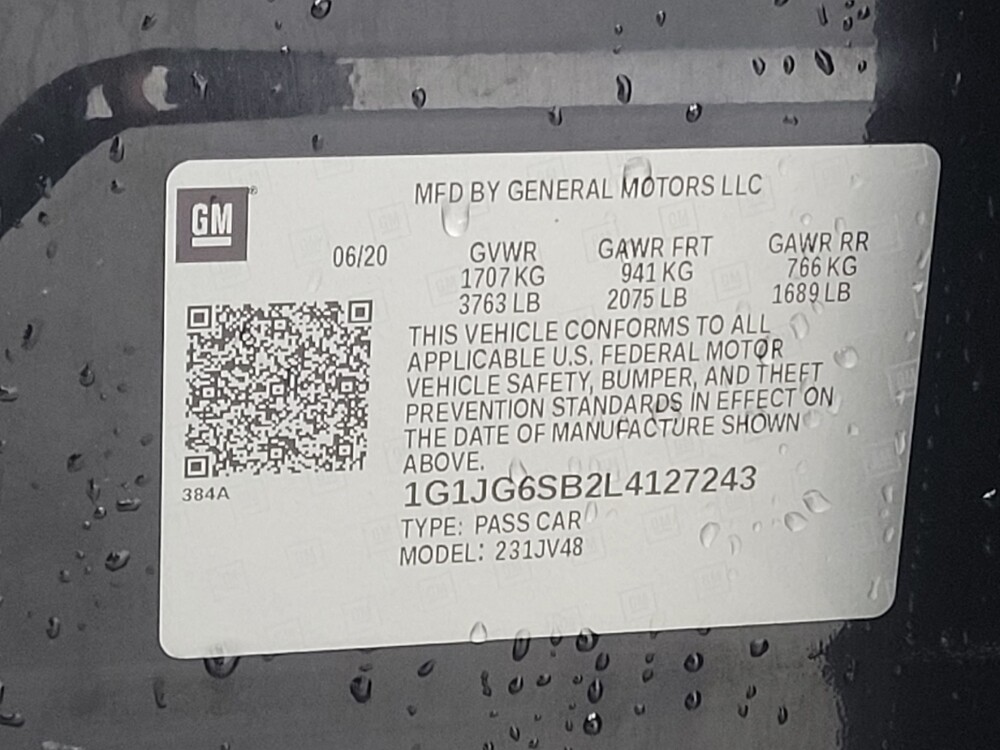 GM
MFD BY GENERAL MOTORS LLC
06/20 GVWR GAWR FRT GAWR RR
1707 KG 941 KG 766 KG
3763 LB 2075 LB 1689 LB
THIS VEHICLE CONFORMS TO ALL
APPLICABLE U.S. FEDERAL MOTOR
VEHICLE SAFETY, BUMPER, AND THEFT
PREVENTION STANDARDS IN EFFECT ON
THE DATE OF MANUFACTURE SHOWN
ABOVE.
384A
1G1JG6SB2L4127243
TYPE: PASS CAR
MODEL: 231JV48